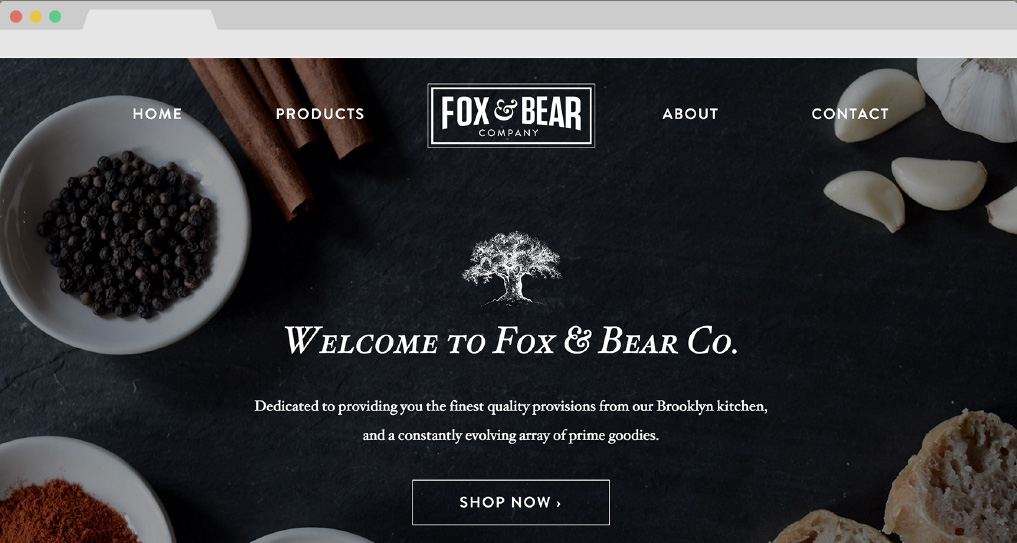 HOME PRODUCTS FOX & BEAR ABOUT CONTACT
COMPANY
WELCOME TO FOX & BEAR CO.
Dedicated to providing you the finest quality provisions from our Brooklyn kitchen,
and a constantly evolving array of prime goodies.
SHOP NOW ›